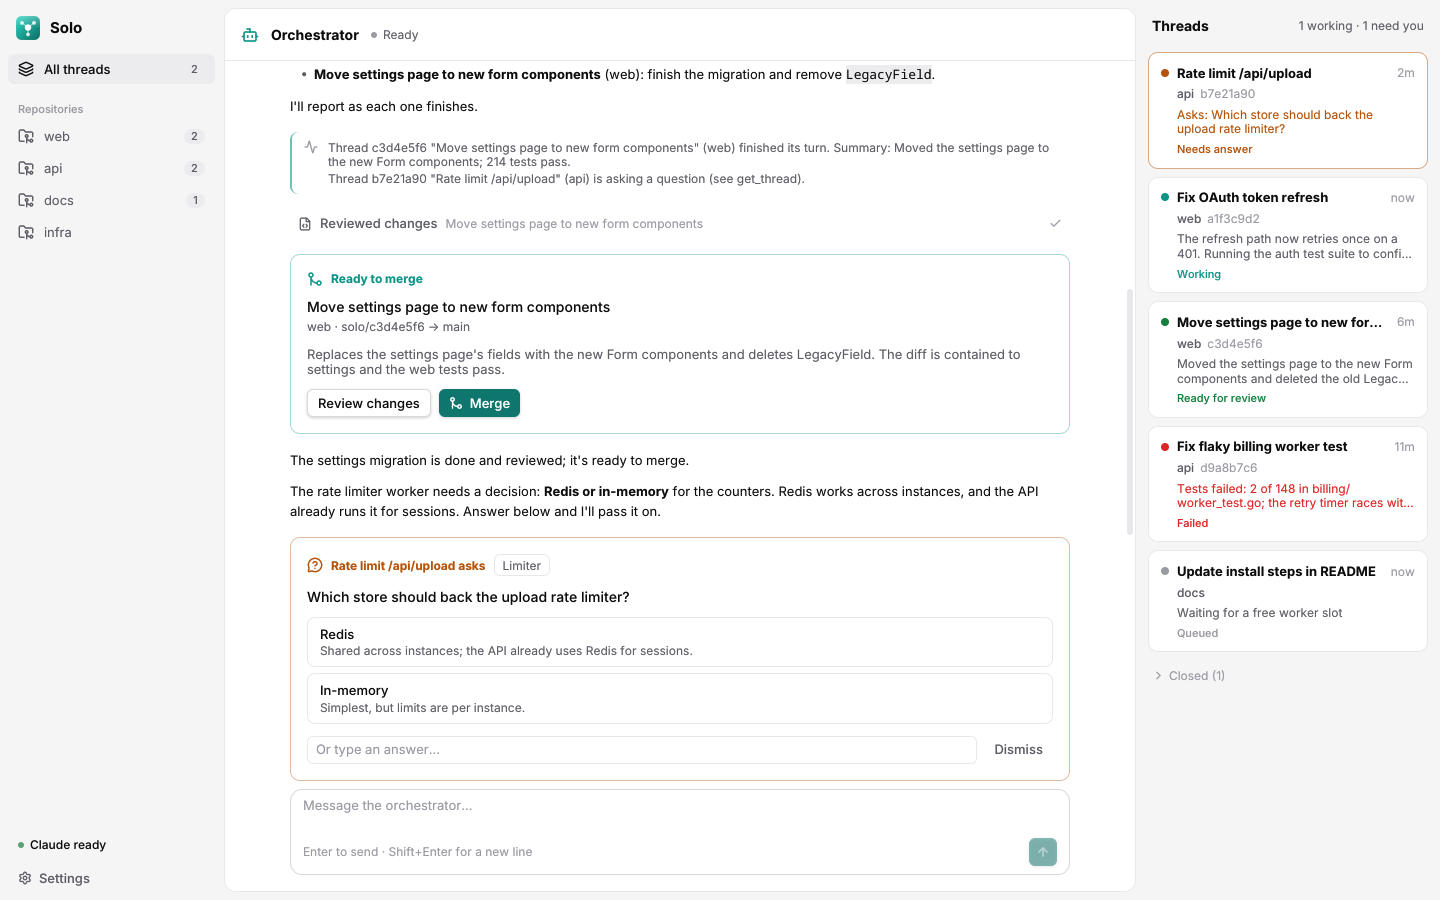 Solo
All threads 2
Repositories
web 2
api 2
docs 1
infra
Claude ready
Settings
Orchestrator Ready
• Move settings page to new form components (web): finish the migration and remove LegacyField.
I'll report as each one finishes.
Thread c3d4e5f6 "Move settings page to new form components" (web) finished its turn. Summary: Moved the settings page to
the new Form components; 214 tests pass.
Thread b7e21a90 "Rate limit /api/upload" (api) is asking a question (see get_thread).
Reviewed changes Move settings page to new form components
Ready to merge
Move settings page to new form components
web · solo/c3d4e5f6 → main
Replaces the settings page's fields with the new Form components and deletes LegacyField. The diff is contained to
settings and the web tests pass.
Review changes Merge
The settings migration is done and reviewed; it's ready to merge.
The rate limiter worker needs a decision: Redis or in-memory for the counters. Redis works across instances, and the API
already runs it for sessions. Answer below and I'll pass it on.
Rate limit /api/upload asks Limiter
Which store should back the upload rate limiter?
Redis
Shared across instances; the API already uses Redis for sessions.
In-memory
Simplest, but limits are per instance.
Or type an answer... Dismiss
Message the orchestrator...
Enter to send · Shift+Enter for a new line
Threads 1 working · 1 need you
Rate limit /api/upload 2m
api b7e21a90
Asks: Which store should back the
upload rate limiter?
Needs answer
Fix OAuth token refresh now
web a1f3c9d2
The refresh path now retries once on a
401. Running the auth test suite to confi...
Working
Move settings page to new for... 6m
web c3d4e5f6
Moved the settings page to the new Form
components and deleted the old Legac...
Ready for review
Fix flaky billing worker test 11m
api d9a8b7c6
Tests failed: 2 of 148 in billing/
worker_test.go; the retry timer races wit...
Failed
Update install steps in README now
docs
Waiting for a free worker slot
Queued
Closed (1)